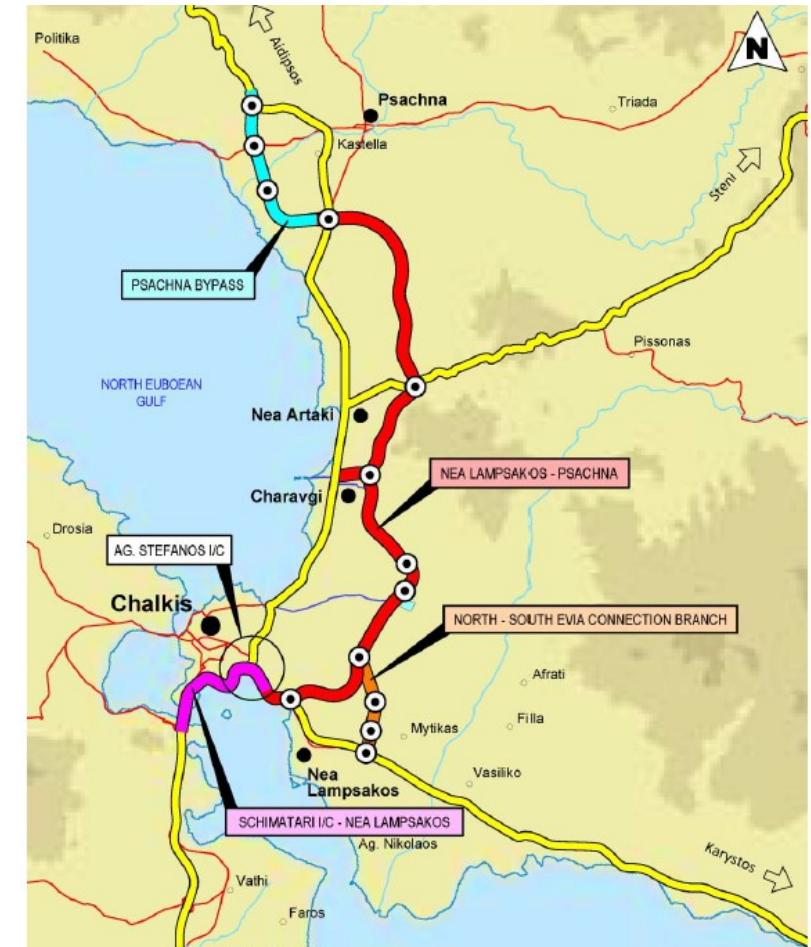 Politika
Aidipsos
N
Psachna
Triada
Kastella
Steni
PSACHNA BYPASS
Pissonas
NORTH EUBOEAN
GULF
Nea Artaki
NEA LAMPSAKOS - PSACHNA
Charavgi
Drosia
AG. STEFANOS I/C
Chalkis
NORTH - SOUTH EVIA CONNECTION BRANCH
Afrati
Filla
Mytikas
Nea
Lampsakos
Vasiliko
SCHIMATARI I/C - NEA LAMPSAKOS
Ag. Nikolaos
Karystos
Vathi
Faros